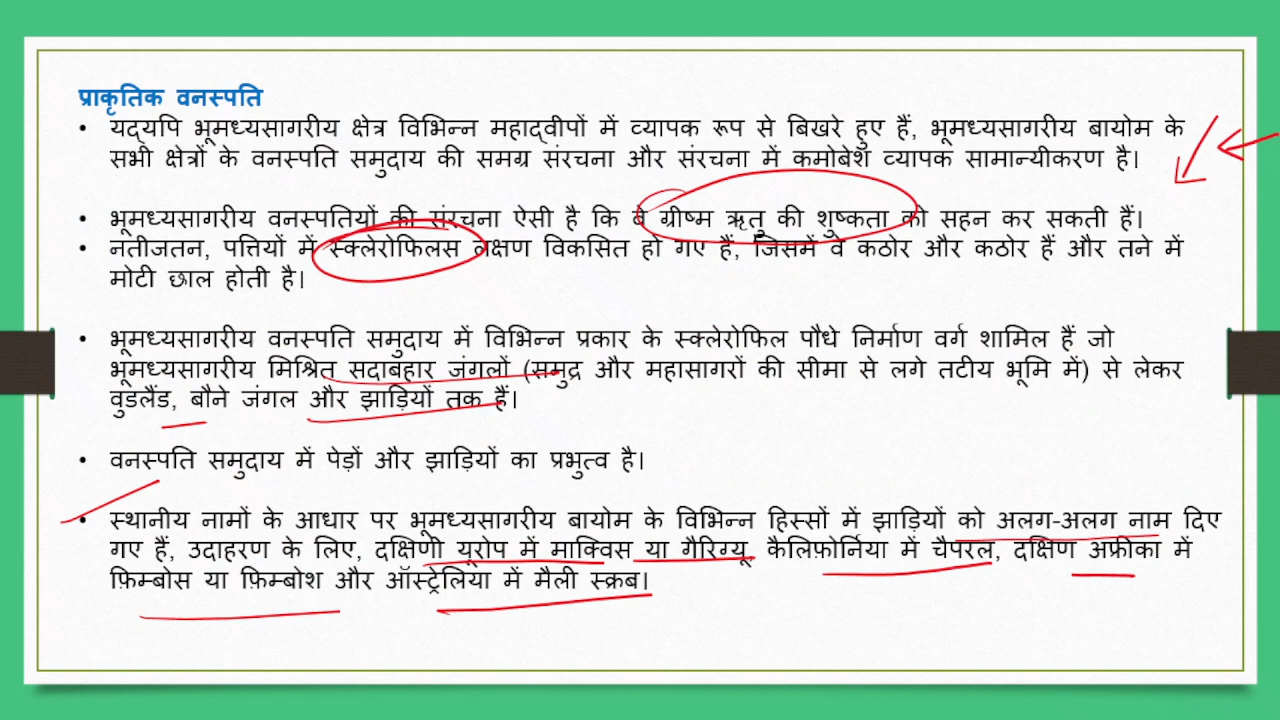 प्राकृतिक वनस्पति
• यद्यपि भूमध्यसागरीय क्षेत्र विभिन्न महाद्वीपों में व्यापक रूप से बिखरे हुए हैं, भूमध्यसागरीय बायोम के
सभी क्षेत्रों के वनस्पति समुदाय की समग्र संरचना और संरचना में कमोबेश व्यापक सामान्यीकरण है।
• भूमध्यसागरीय वनस्पतियों की संरचना ऐसी है कि वे ग्रीष्म ऋतु की शुष्कता को सहन कर सकती हैं।
• नतीजतन, पत्तियों में स्क्लेरोफिलस लक्षण विकसित हो गए हैं, जिसमें वे कठोर और कठोर हैं और तने में
मोटी छाल होती है।
• भूमध्यसागरीय वनस्पति समुदाय में विभिन्न प्रकार के स्क्लेरोफिल पौधे निर्माण वर्ग शामिल हैं जो
भूमध्यसागरीय मिश्रित सदाबहार जंगलों (समुद्र और महासागरों की सीमा से लगे तटीय भूमि में) से लेकर
वुडलैंड, बौने जंगल और झाड़ियों तक हैं।
• वनस्पति समुदाय में पेड़ों और झाड़ियों का प्रभुत्व है।
• स्थानीय नामों के आधार पर भूमध्यसागरीय बायोम के विभिन्न हिस्सों में झाड़ियों को अलग-अलग नाम दिए
गए हैं, उदाहरण के लिए, दक्षिणी यूरोप में माक्विस या गैरिग्यू, कैलिफ़ोर्निया में चैपरल, दक्षिण अफ्रीका में
फ़िम्बोस या फ़िम्बोश और ऑस्ट्रेलिया में मैली स्क्रब।